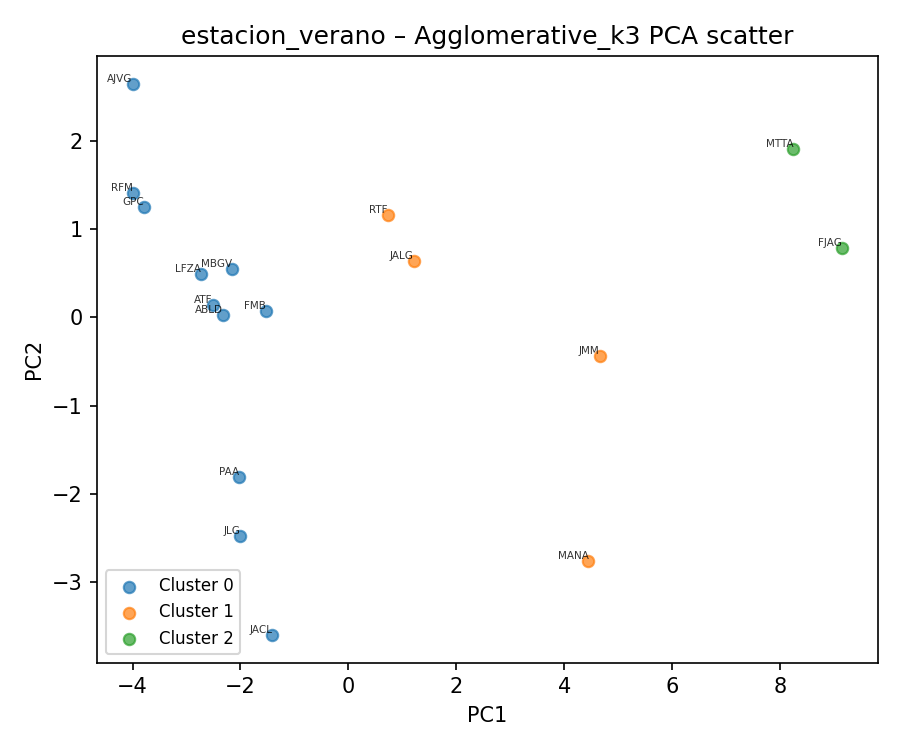 estacion_verano – Agglomerative_k3 PCA scatter
AJVG
MTTA
RFM
GPC
RTF
FJAG
JALG
MBGV
LFZA
ATF
ABLD
FMB
JMM
PAA
JLG
MANA
JACL
2
1
0
−1
−2
−3
PC2
Cluster 0
Cluster 1
Cluster 2
−4 −2 0 2 4 6 8
PC1